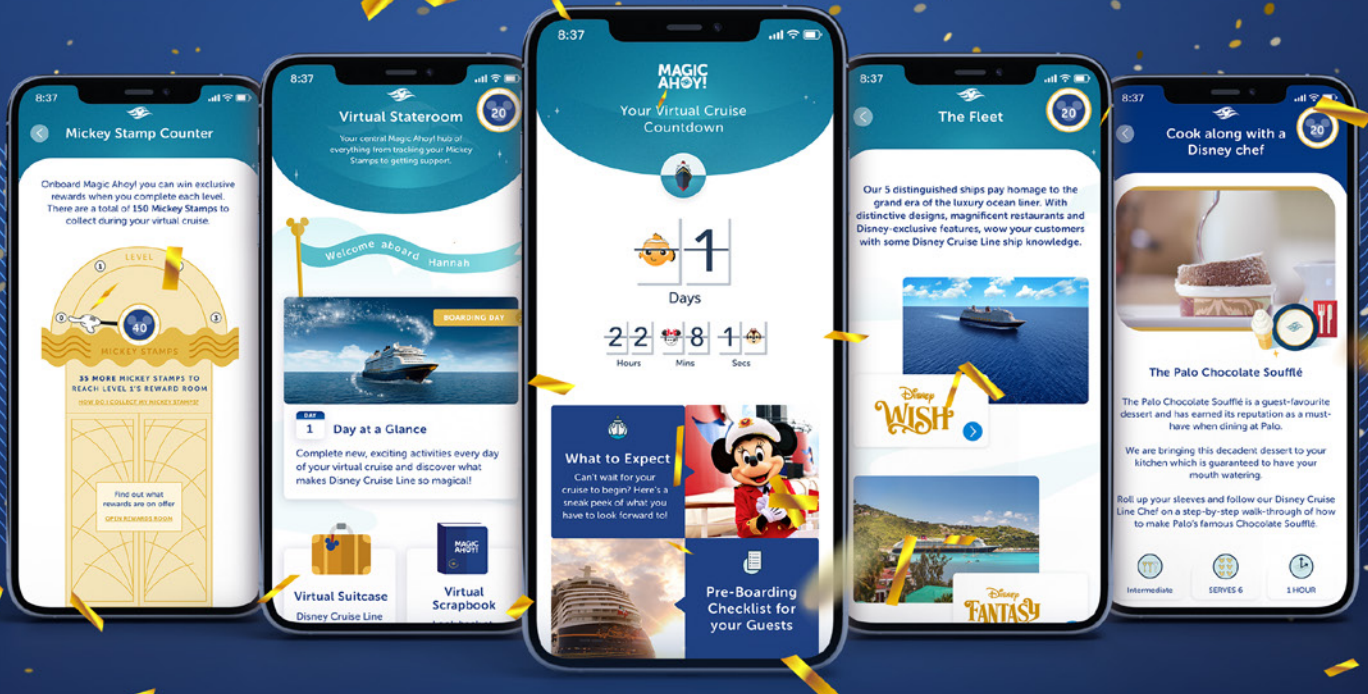 8:37
Mickey Stamp Counter
Onboard Magic Ahoy! you can win exclusive
rewards when you complete each level.
There are a total of 150 Mickey Stamps to
collect during your virtual cruise.
LEVEL
1
0
3
40
MICKEY STAMPS
35 MORE MICKEY STAMPS TO
REACH LEVEL 1'S REWARD ROOM
HOW DO I COLLECT MY MICKEY STAMPS?
Find out what
rewards are on offer
OPEN REWARDS ROOM
8:37
20
Virtual Stateroom
Your central Magic Ahoy! hub of
everything from tracking your Mickey
Stamps to getting support.
Welcome aboard Hannah
BOARDING DAY
DAY
1
Day at a Glance
Complete new, exciting activities every day
of your virtual cruise and discover what
makes Disney Cruise Line so magical!
MAGIC
AHOY!
Virtual Suitcase
Disney Cruise Line
Virtual
Scrapbook
8:37
MAGIC
AHOY!
Your Virtual Cruise
Countdown
1
Days
22 8 1
Hours Mins Secs
What to Expect
Can't wait for your
cruise to begin? Here's a
sneak peek of what you
have to look forward to!
Pre-Boarding
Checklist for
your Guests
8:37
20
The Fleet
Our 5 distinguished ships pay homage to the
grand era of the luxury ocean liner. With
distinctive designs, magnificent restaurants and
Disney-exclusive features, wow your customers
with some Disney Cruise Line ship knowledge.
Disney
WISH
Disney
FANTASY
8:37
20
Cook along with a
Disney chef
The Palo Chocolate Soufflé
The Palo Chocolate Soufflé is a guest-favourite
dessert and has earned its reputation as a must-
have when dining at Palo.
We are bringing this decadent dessert to your
kitchen which is guaranteed to have your
mouth watering.
Roll up your sleeves and follow our Disney Cruise
Line Chef on a step-by-step walk-through of how
to make Palo's famous Chocolate Soufflé.
Intermediate
SERVES 6
1 HOUR